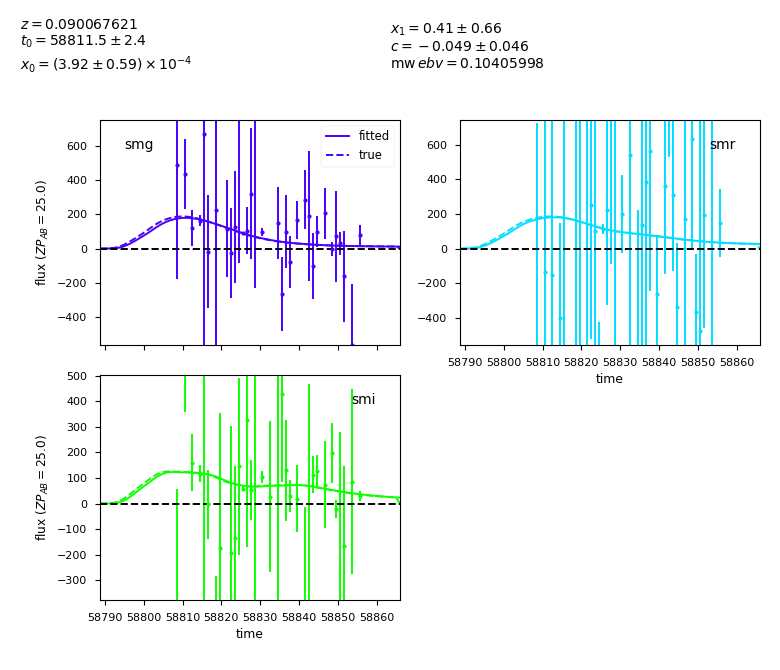 z = 0.090067621
t₀ = 58811.5 ± 2.4
x₀ = (3.92 ± 0.59) × 10⁻⁴
x₁ = 0.41 ± 0.66
c = −0.049 ± 0.046
mw ebv = 0.10405998
smg
fitted
true
600
400
200
0
−200
−400
flux (ZP_AB = 25.0)
smr
600
400
200
0
−200
−400
58790 58800 58810 58820 58830 58840 58850 58860
time
smi
500
400
300
200
100
0
−100
−200
−300
flux (ZP_AB = 25.0)
58790 58800 58810 58820 58830 58840 58850 58860
time